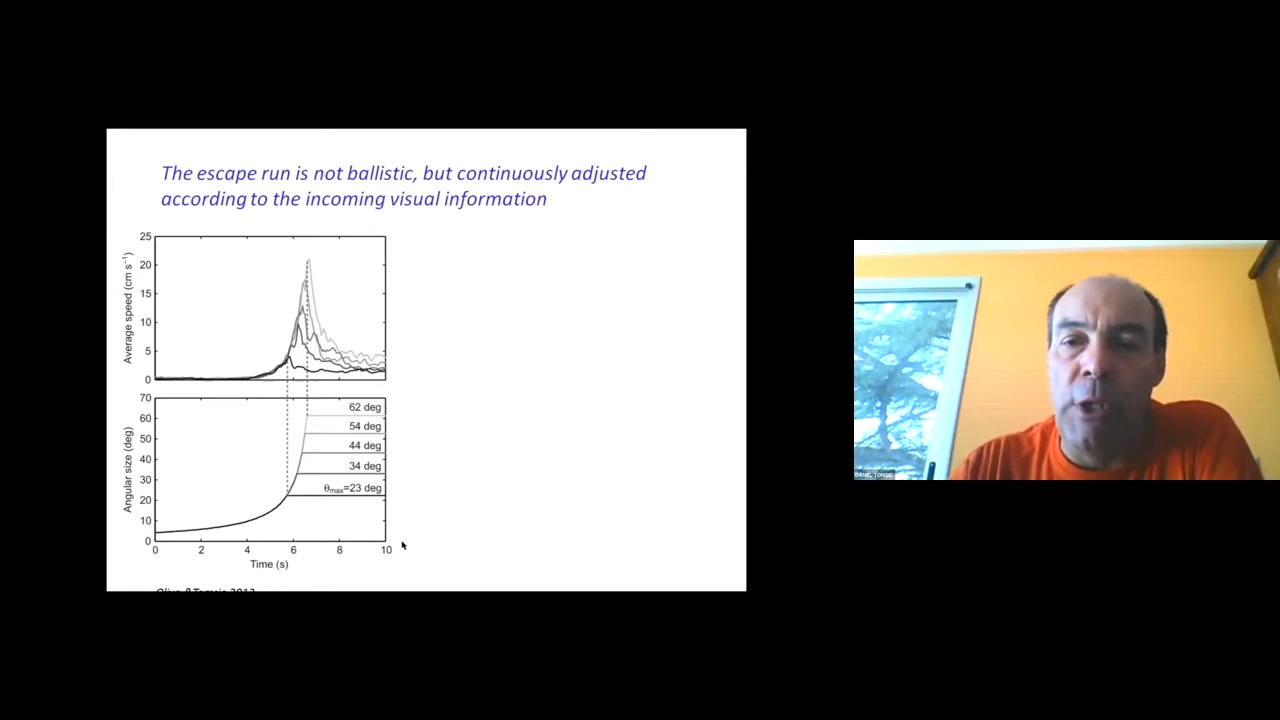 The escape run is not ballistic, but continuously adjusted
according to the incoming visual information
25
20
15
10
5
0
Average speed (cm s⁻¹)
70
60
50
40
30
20
10
0
Angular size (deg)
62 deg
54 deg
44 deg
34 deg
θmax=23 deg
0 2 4 6 8 10
Time (s)